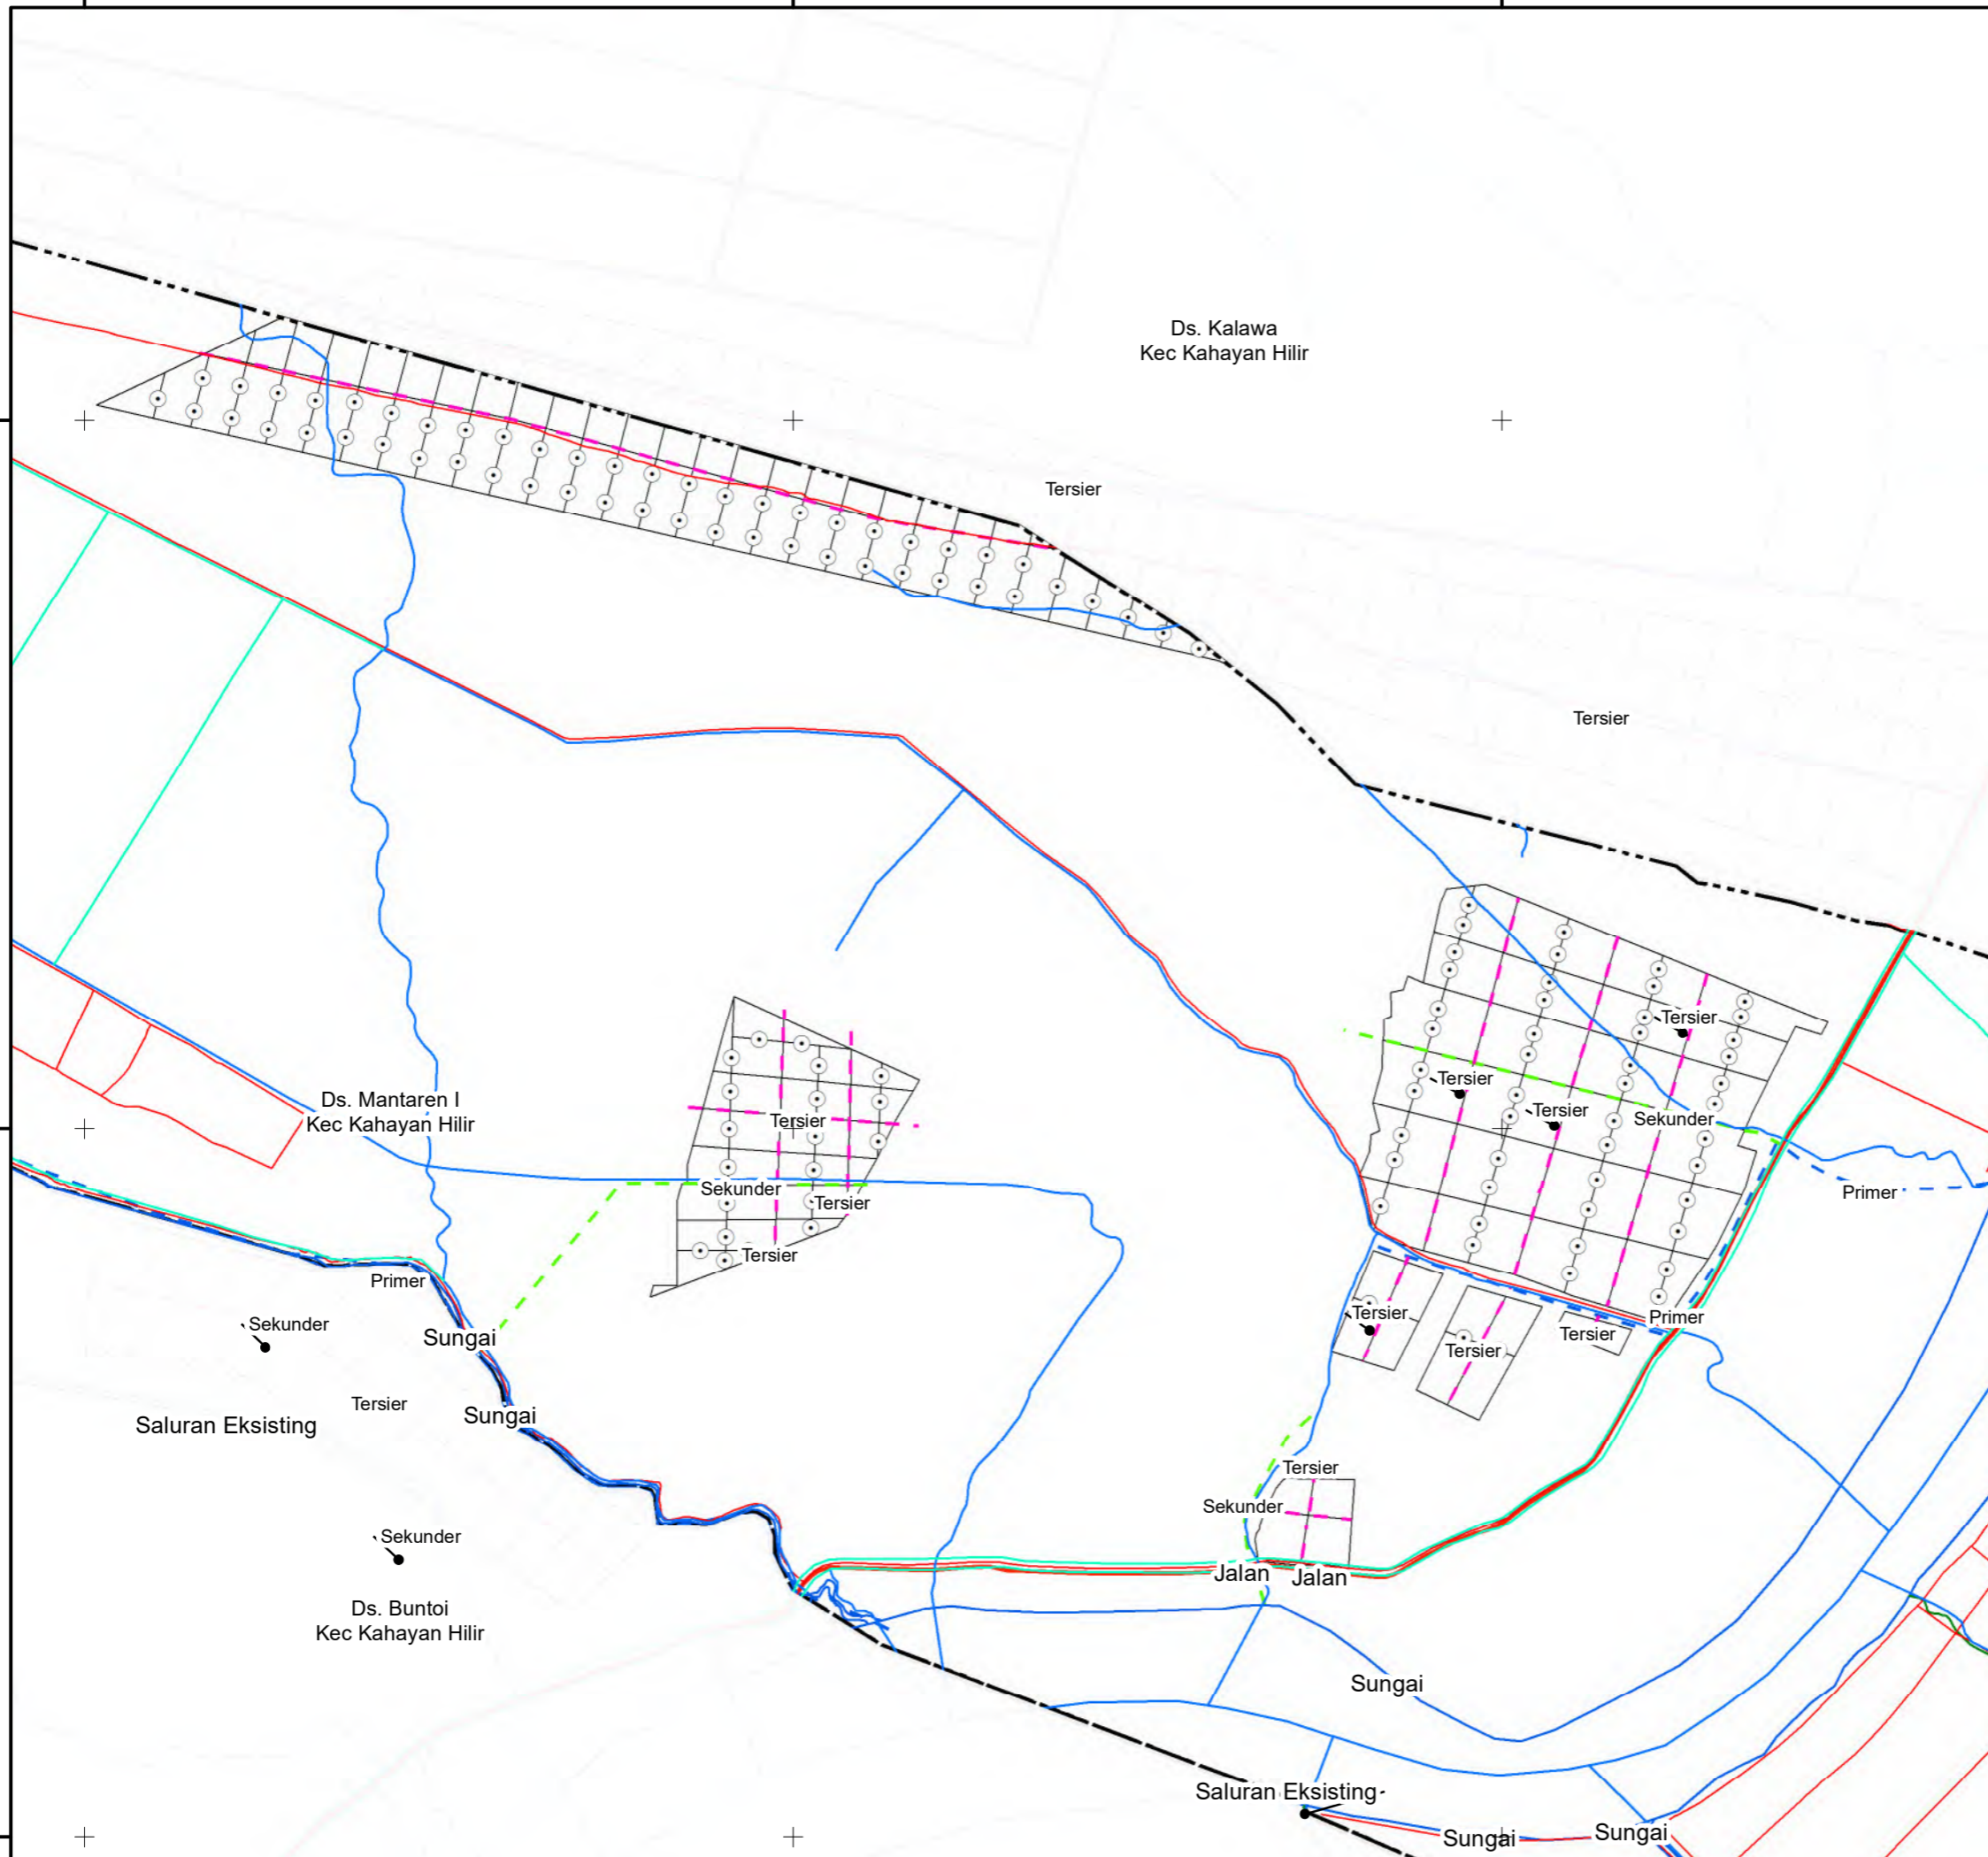 Ds. Kalawa
Kec Kahayan Hilir
Tersier
Tersier
Tersier
Tersier
Ds. Mantaren I
Kec Kahayan Hilir
Tersier
Tersier
Sekunder
Sekunder
Tersier
Primer
Tersier
Primer
Sekunder
Sungai
Tersier
Primer
Tersier
Tersier
Tersier
Saluran Eksisting
Sungai
Tersier
Sekunder
Sekunder
Jalan
Jalan
Ds. Buntoi
Kec Kahayan Hilir
Sungai
Saluran Eksisting
Sungai
Sungai